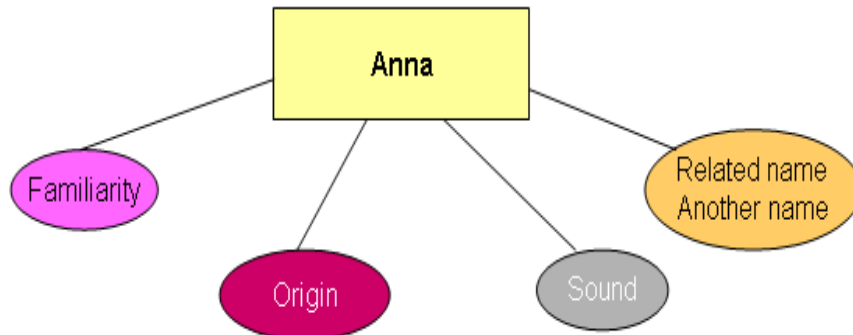 Anna
Familiarity
Related name
Another name
Origin
Sound